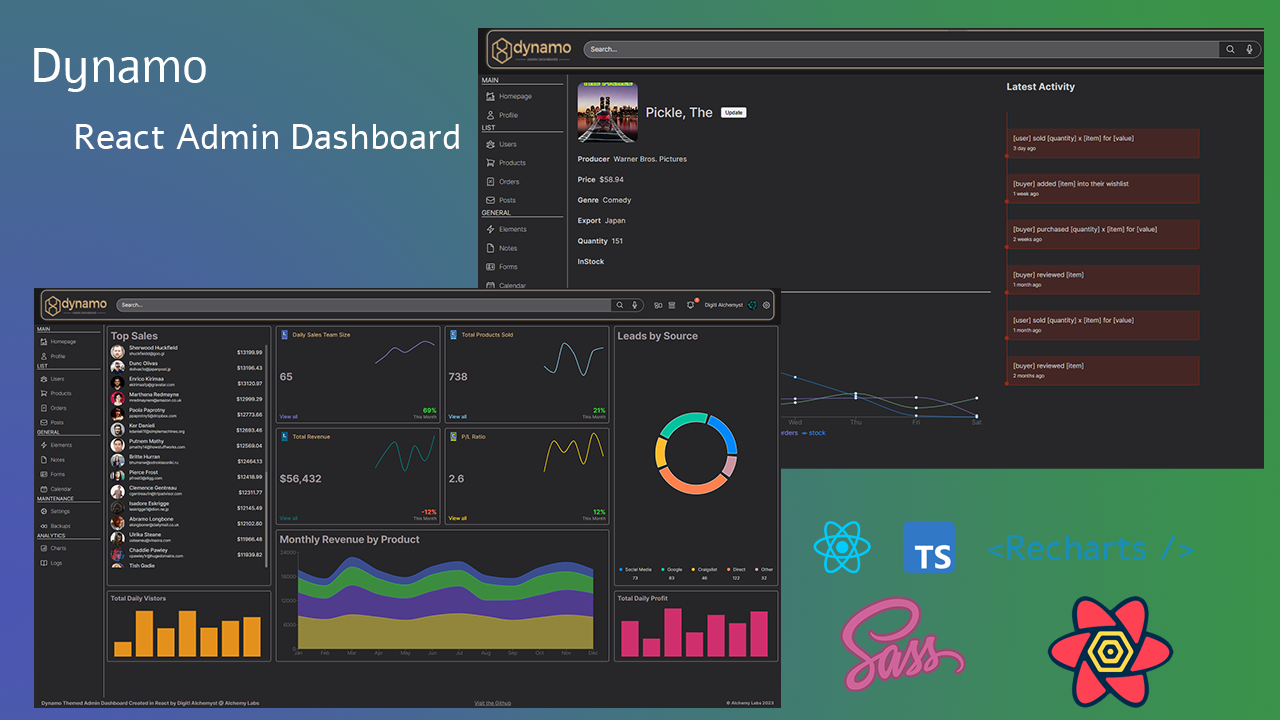 Dynamo
React Admin Dashboard
dynamo
Search...
MAIN
Homepage
Profile
LIST
Users
Products
Orders
Posts
GENERAL
Elements
Notes
Forms
Calendar
Pickle, The
Update
Producer Warner Bros. Pictures
Price $58.94
Genre Comedy
Export Japan
Quantity 151
InStock
Latest Activity
[user] sold [quantity] x [item] for [value]
3 day ago
[buyer] added [item] into their wishlist
1 week ago
[buyer] purchased [quantity] x [item] for [value]
2 weeks ago
[buyer] reviewed [item]
1 month ago
[user] sold [quantity] x [item] for [value]
1 month ago
[buyer] reviewed [item]
2 months ago
Wed Thu Fri Sat
rders stock
dynamo
Search...
Digitl Alchemyst
MAIN
Homepage
Profile
LIST
Users
Products
Orders
Posts
GENERAL
Elements
Notes
Forms
Calendar
MAINTENANCE
Settings
Backups
ANALYTICS
Charts
Logs
Top Sales
Sherwood Huckfield $13199.99
Dunc Olivas $13196.43
Enrico Kirimaa $13120.97
Marthena Redmayne $12999.29
Paola Paprotny $12773.66
Ker Daniell $12693.46
Putnem Mathy $12569.04
Britte Hurran $12464.13
Pierce Frost $12418.99
Clemence Gentreau $12311.77
Isadore Eskrigge $12145.49
Abramo Longbone $12102.60
Ulrika Steane $11966.48
Chaddie Pawley $11939.82
Tish Gadie
Daily Sales Team Size
65
View all
69%
This Month
Total Products Sold
738
View all
21%
This Month
Total Revenue
$56,432
View all
-12%
This Month
P/L Ratio
2.6
View all
12%
This Month
Leads by Source
Social Media Google Craigslist Direct Other
73 83 46 122 32
Monthly Revenue by Product
24000
18000
12000
6000
0
Jan Feb Mar Apr May Jun Jul Aug Sep Oct Nov Dec
Total Daily Vistors
Total Daily Profit
Dynamo Themed Admin Dashboard Created in React by Digitl Alchemyst @ Alchemy Labs
Visit the Github
© Alchemy Labs 2023
TS
<Recharts />
Sass